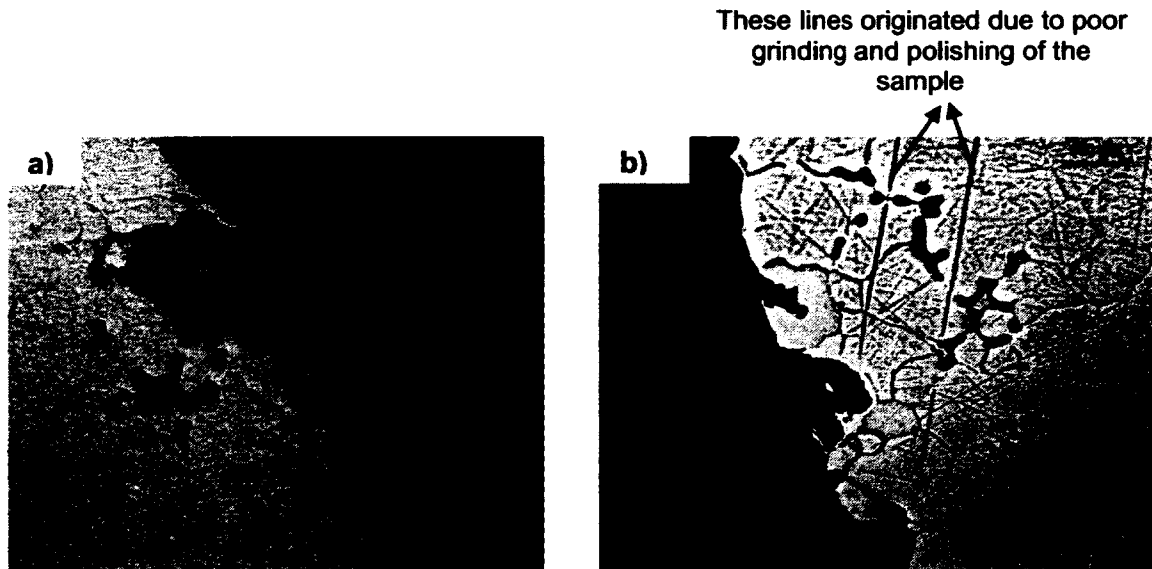 These lines originated due to poor
grinding and polishing of the
sample
a)
b)